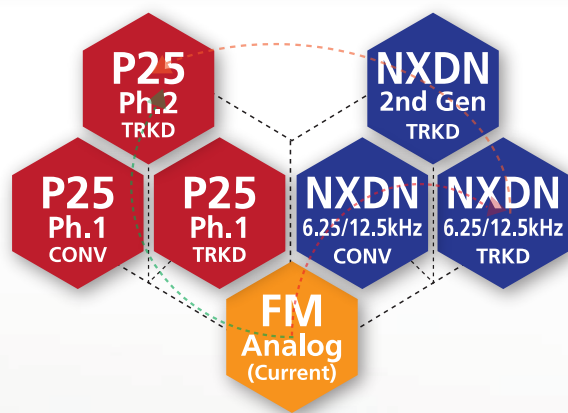 P25
Ph.2
TRKD
NXDN
2nd Gen
TRKD
P25
Ph.1
CONV
P25
Ph.1
TRKD
NXDN
6.25/12.5kHz
CONV
NXDN
6.25/12.5kHz
TRKD
FM
Analog
(Current)